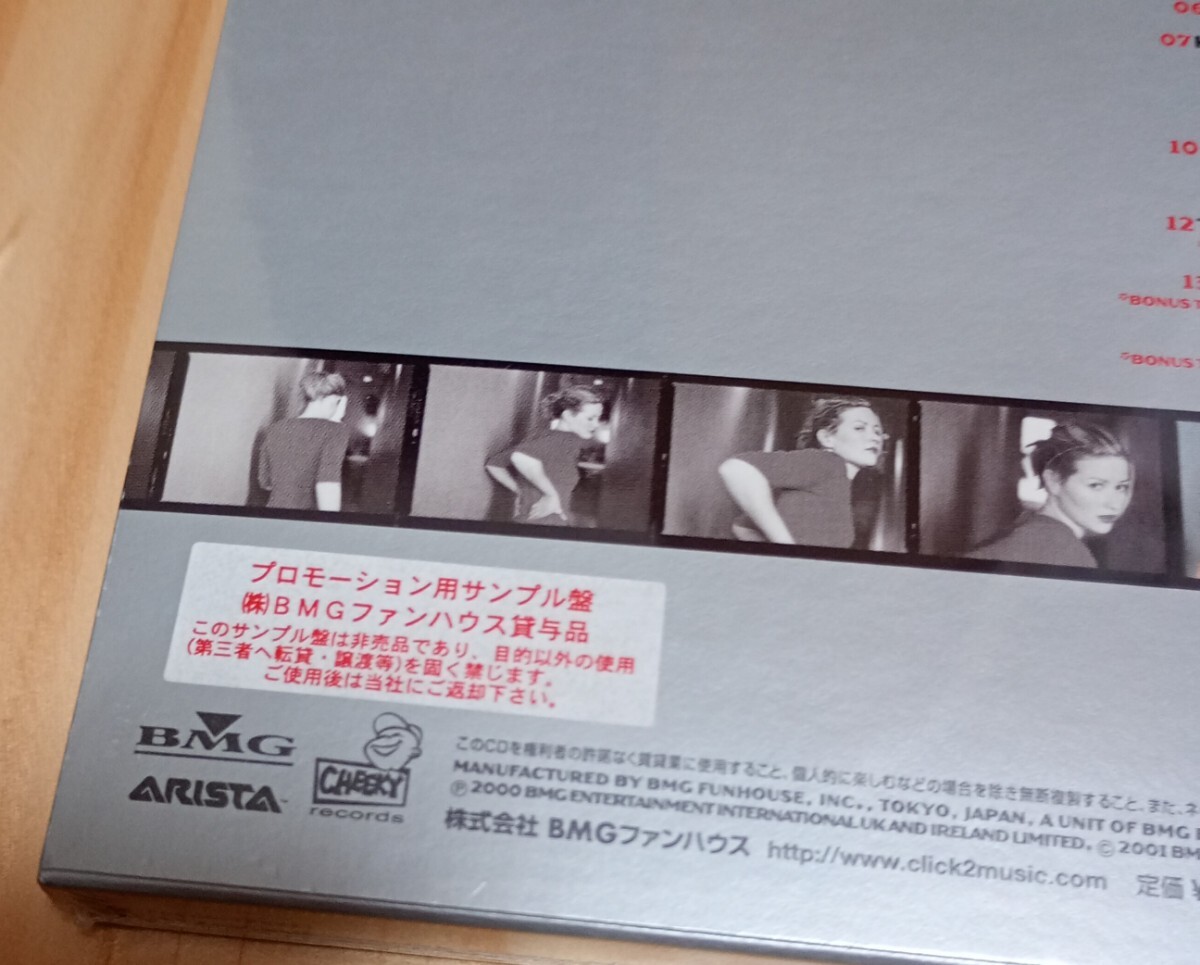 06
07
10
12
13
BONUS
BONUS
プロモーション用サンプル盤
㈱BMGファンハウス貸与品
このサンプル盤は非売品であり、目的以外の使用
(第三者へ転貸・譲渡等)を固く禁じます。
ご使用後は当社にご返却下さい。
BMG
ARISTA
CHEEKY
records
このCDを権利者の許諾なく賃貸業に使用すること、個人的に楽しむなどの場合を除き無断複製すること、また、ネ
MANUFACTURED BY BMG FUNHOUSE, INC., TOKYO, JAPAN, A UNIT OF BMG
℗2000 BMG ENTERTAINMENT INTERNATIONAL UK AND IRELAND LIMITED, ©2001 BM
株式会社 BMGファンハウス http://www.click2music.com 定価